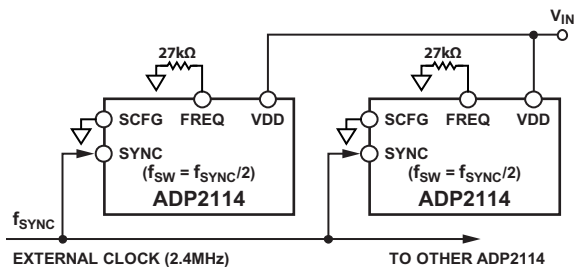 V_IN
27kΩ 27kΩ
SCFG FREQ VDD SCFG FREQ VDD
SYNC SYNC
(f_SW = f_SYNC/2) (f_SW = f_SYNC/2)
ADP2114 ADP2114
f_SYNC
EXTERNAL CLOCK (2.4MHz) TO OTHER ADP2114